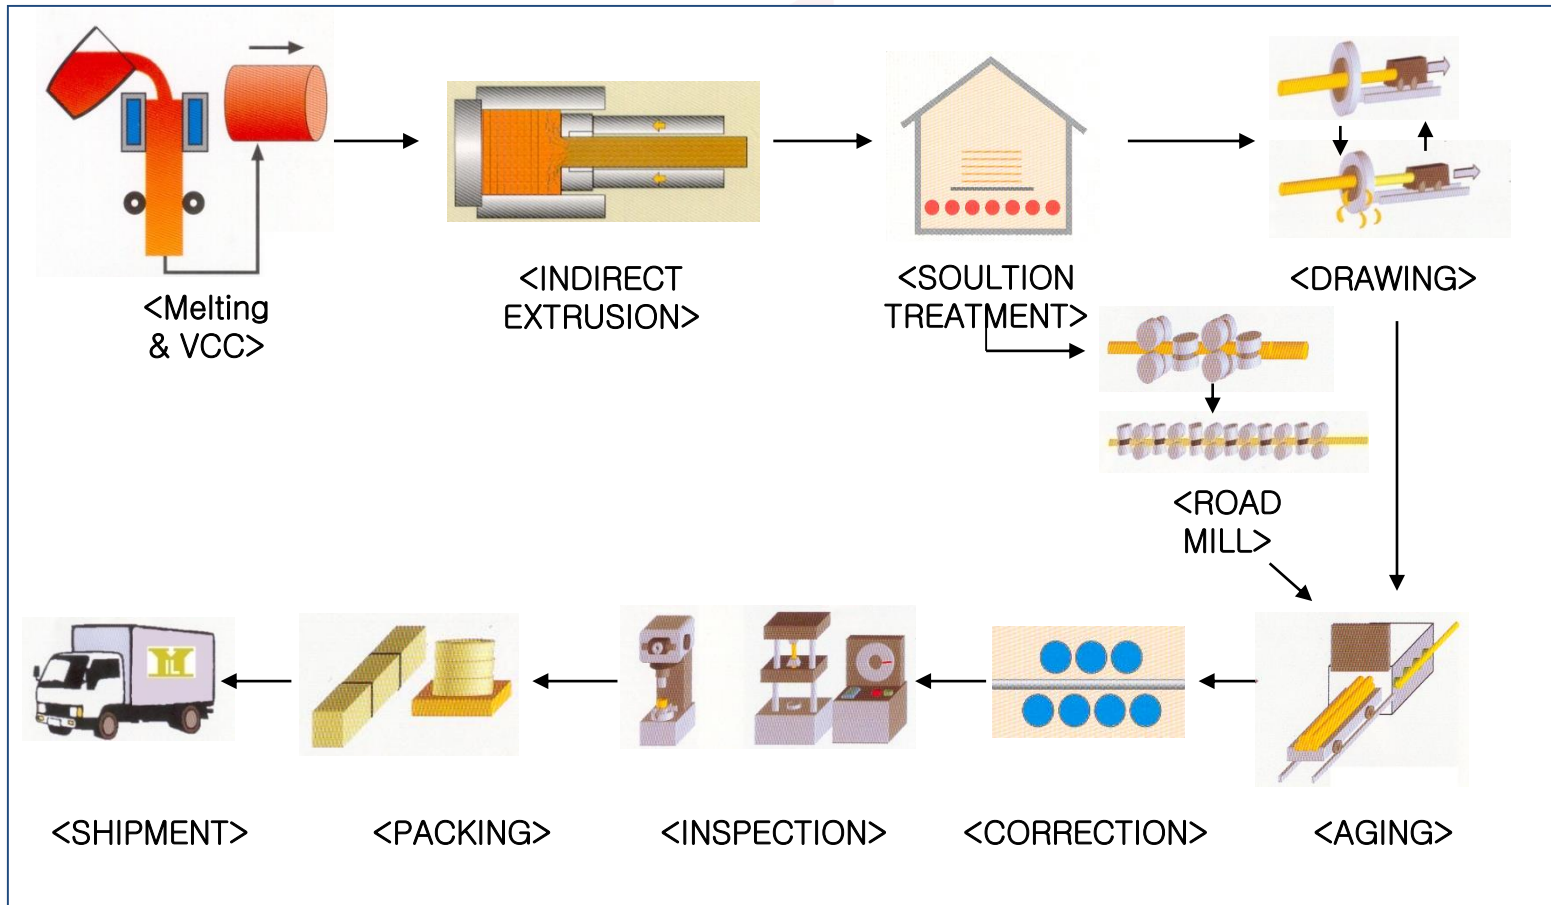 <Melting
& VCC>
<INDIRECT
EXTRUSION>
<SOULTION
TREATMENT>
<DRAWING>
<ROAD
MILL>
<SHIPMENT>
<PACKING>
<INSPECTION>
<CORRECTION>
<AGING>